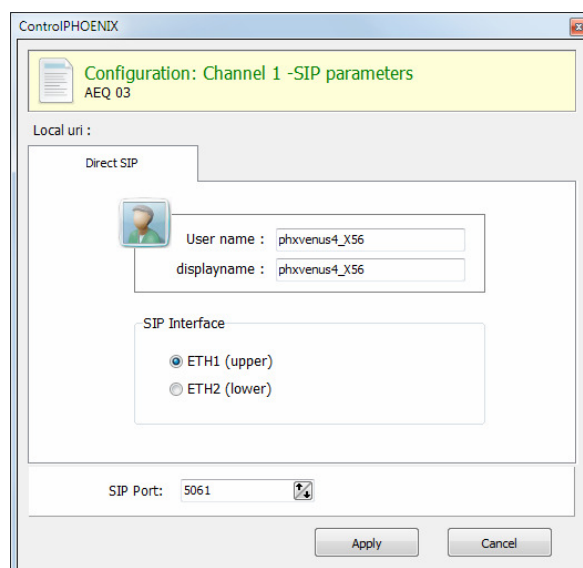 ControlPHOENIX
Configuration: Channel 1 -SIP parameters
AEQ 03
Local uri :
Direct SIP
User name : phxvenus4_X56
displayname : phxvenus4_X56
SIP Interface
ETH1 (upper)
ETH2 (lower)
SIP Port: 5061
Apply Cancel